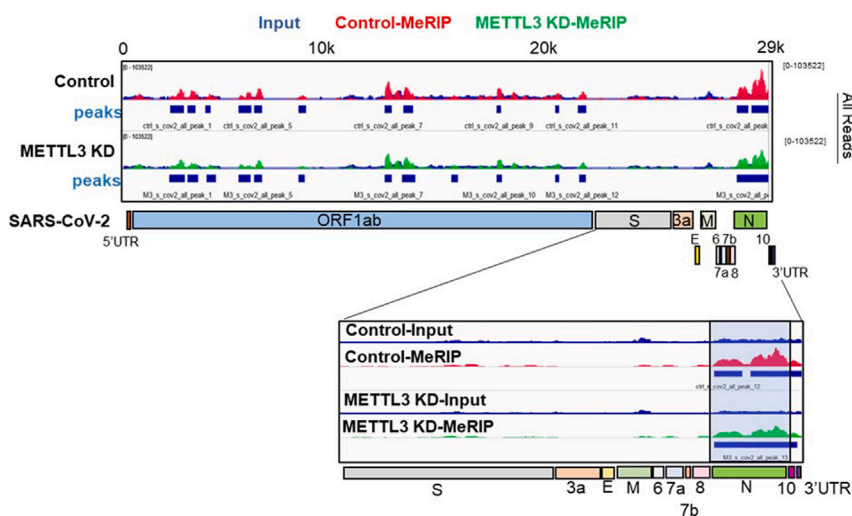 Input Control-MeRIP METTL3 KD-MeRIP
0 10k 20k 29k
[0-103522] [0-103522]
Control
peaks
ctrl_s_cov2_all_peak_1 ctrl_s_cov2_all_peak_5 ctrl_s_cov2_all_peak_7 ctrl_s_cov2_all_peak_9 ctrl_s_cov2_all_peak_11 ctrl_s_cov2_all_peak
All Reads
[0-103522] [0-103522]
METTL3 KD
peaks
M3_s_cov2_all_peak_1 M3_s_cov2_all_peak_5 M3_s_cov2_all_peak_7 M3_s_cov2_all_peak_10 M3_s_cov2_all_peak_12 M3_s_cov2_all_p
SARS-CoV-2 ORF1ab S 3a M N
5'UTR E 6 7b 10
7a 8 3'UTR
Control-Input
Control-MeRIP
ctrl_s_cov2_all_peak_12
METTL3 KD-Input
METTL3 KD-MeRIP
M3_s_cov2_all_peak_13
S 3a E M 6 7a 8 N 10 3'UTR
7b